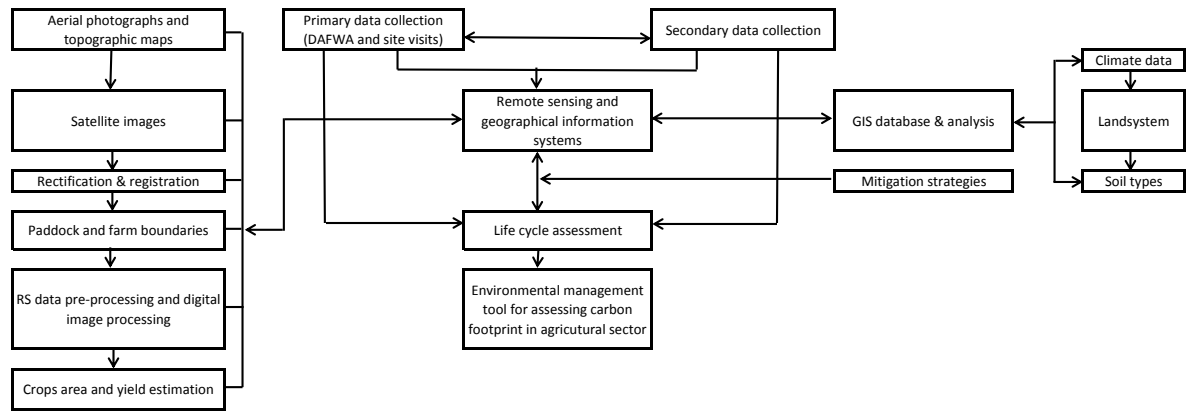 Aerial photographs and
topographic maps
Satellite images
Rectification & registration
Paddock and farm boundaries
RS data pre-processing and digital
image processing
Crops area and yield estimation
Primary data collection
(DAFWA and site visits)
Secondary data collection
Remote sensing and
geographical information
systems
Life cycle assessment
Environmental management
tool for assessing carbon
footprint in agricutural sector
GIS database & analysis
Mitigation strategies
Climate data
Landsystem
Soil types